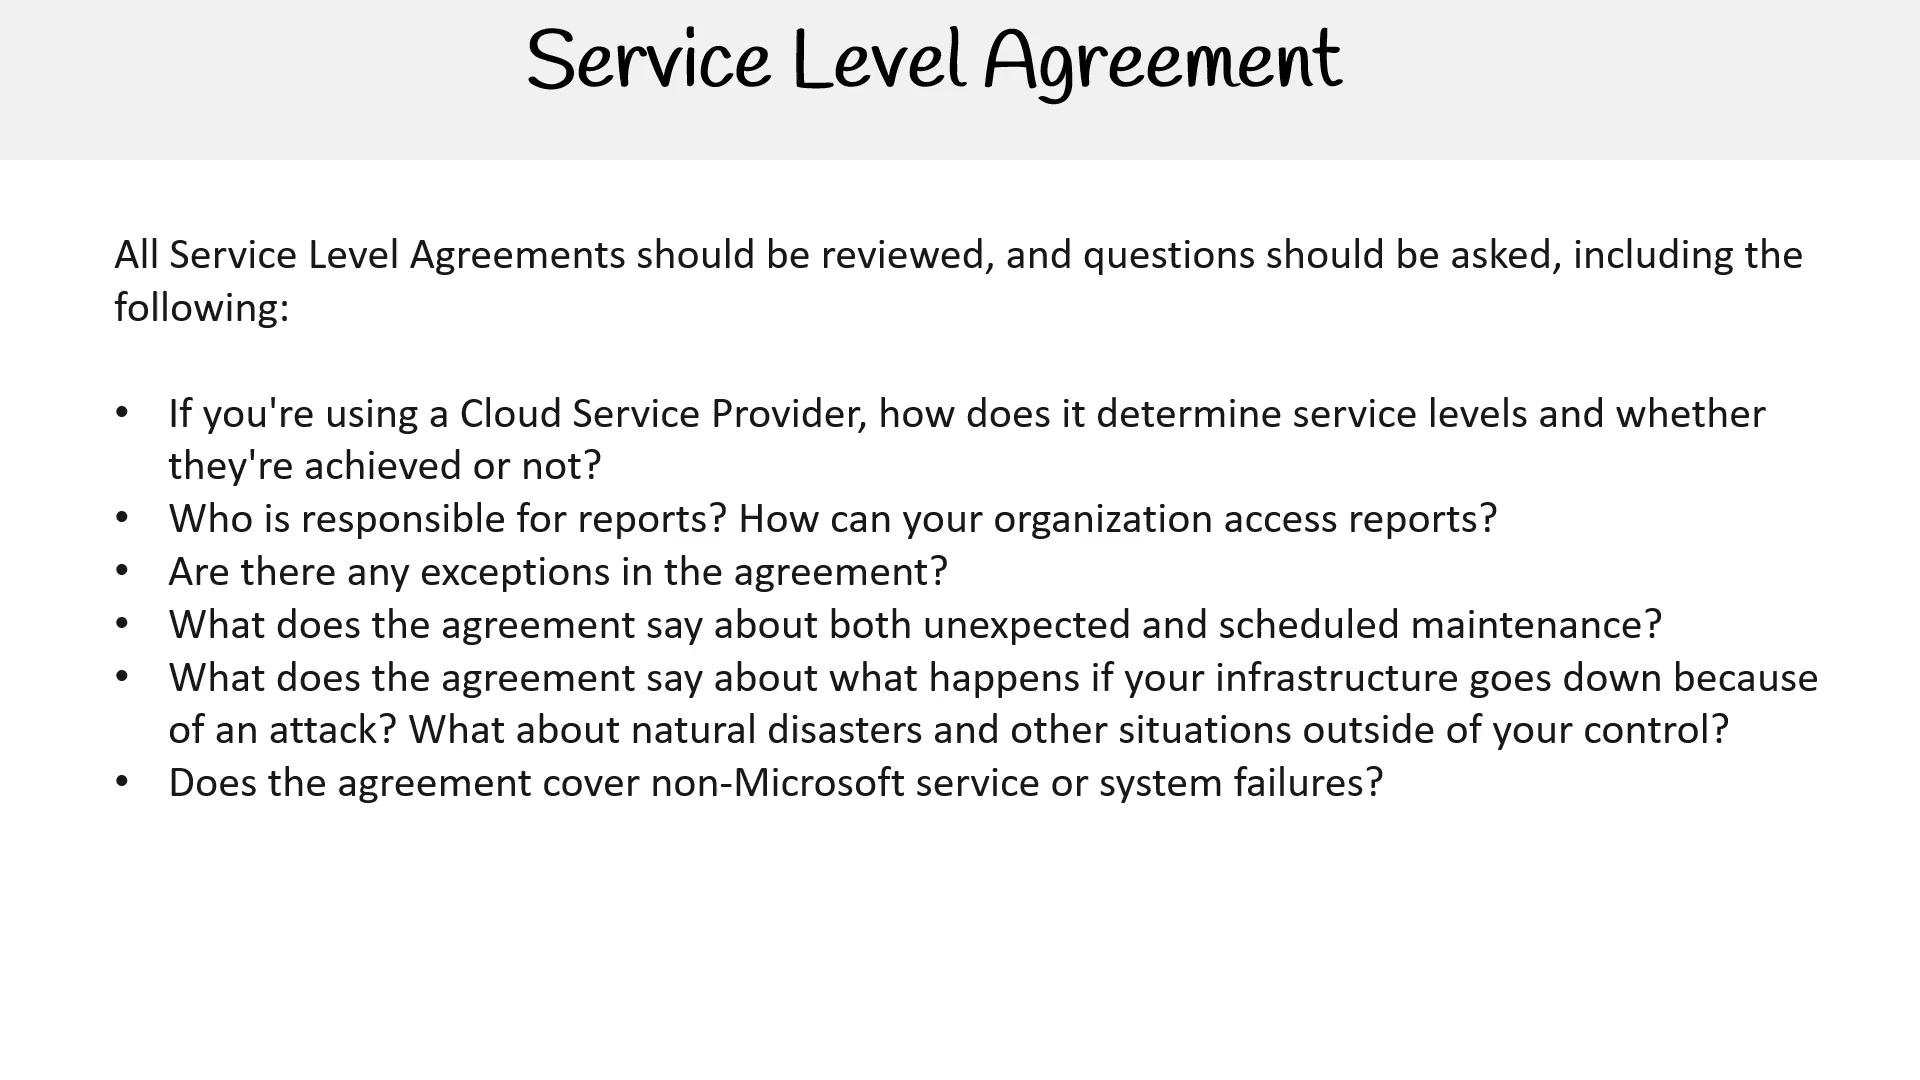 Service Level Agreement
All Service Level Agreements should be reviewed, and questions should be asked, including the
following:
• If you're using a Cloud Service Provider, how does it determine service levels and whether
they're achieved or not?
• Who is responsible for reports? How can your organization access reports?
• Are there any exceptions in the agreement?
• What does the agreement say about both unexpected and scheduled maintenance?
• What does the agreement say about what happens if your infrastructure goes down because
of an attack? What about natural disasters and other situations outside of your control?
• Does the agreement cover non-Microsoft service or system failures?